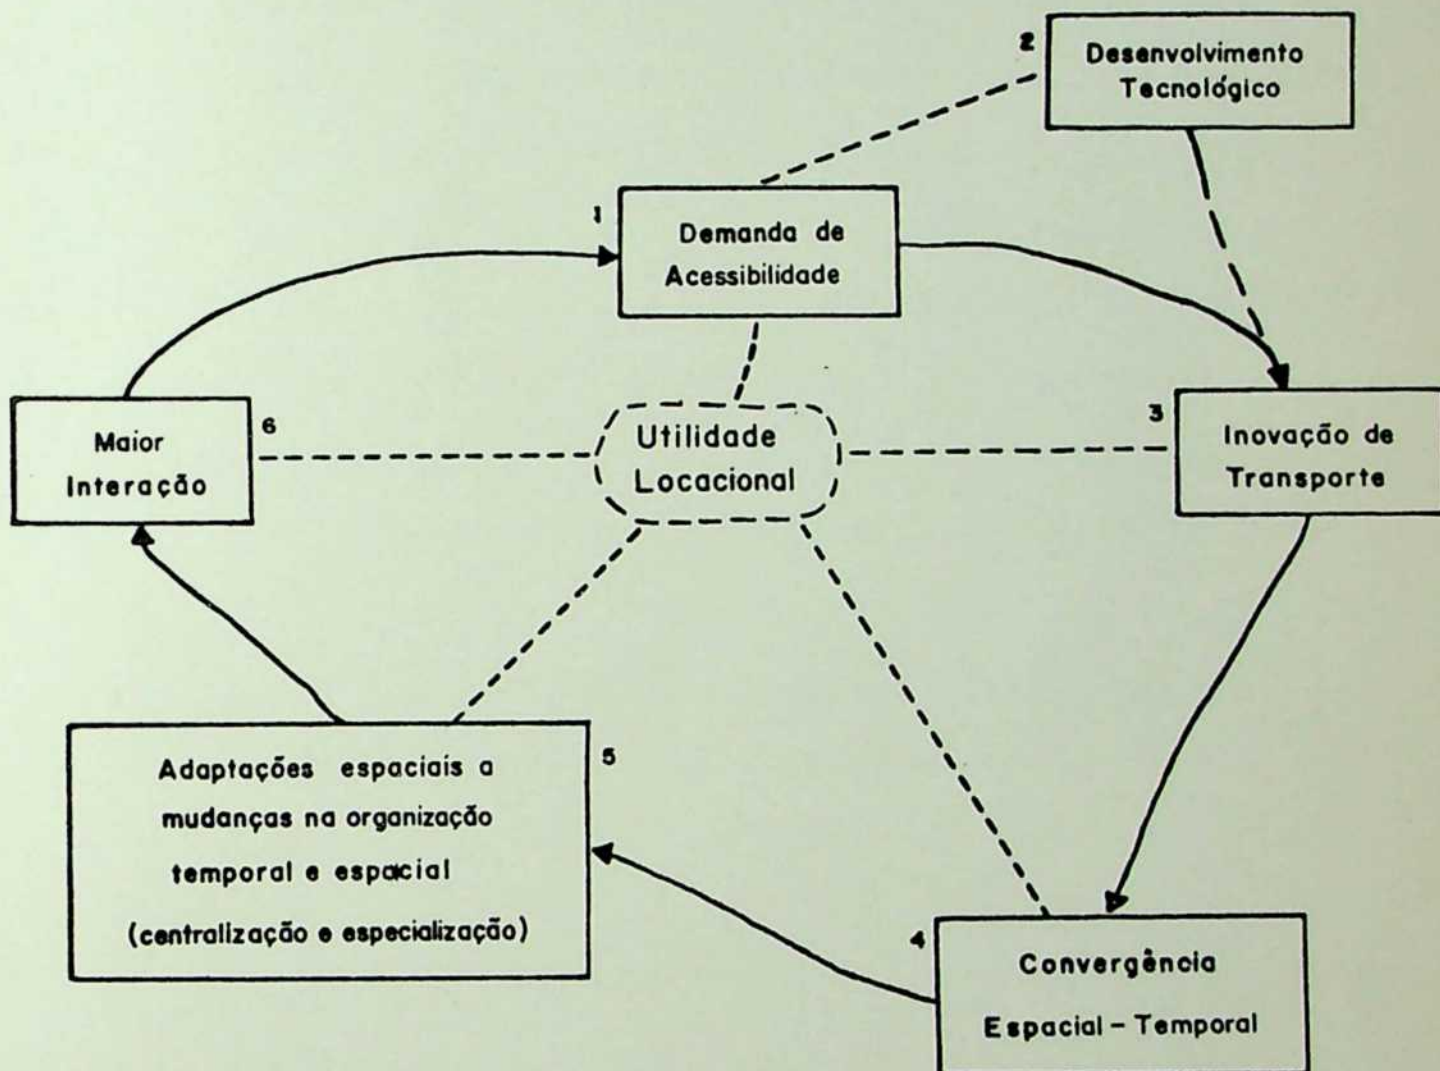 2
Desenvolvimento
Tecnológico
1
Demanda de
Acessibilidade
3
Inovação de
Transporte
6
Maior
Interação
Utilidade
Locacional
5
Adaptações espaciais a
mudanças na organização
temporal e espacial
(centralização e especialização)
4
Convergência
Espacial - Temporal